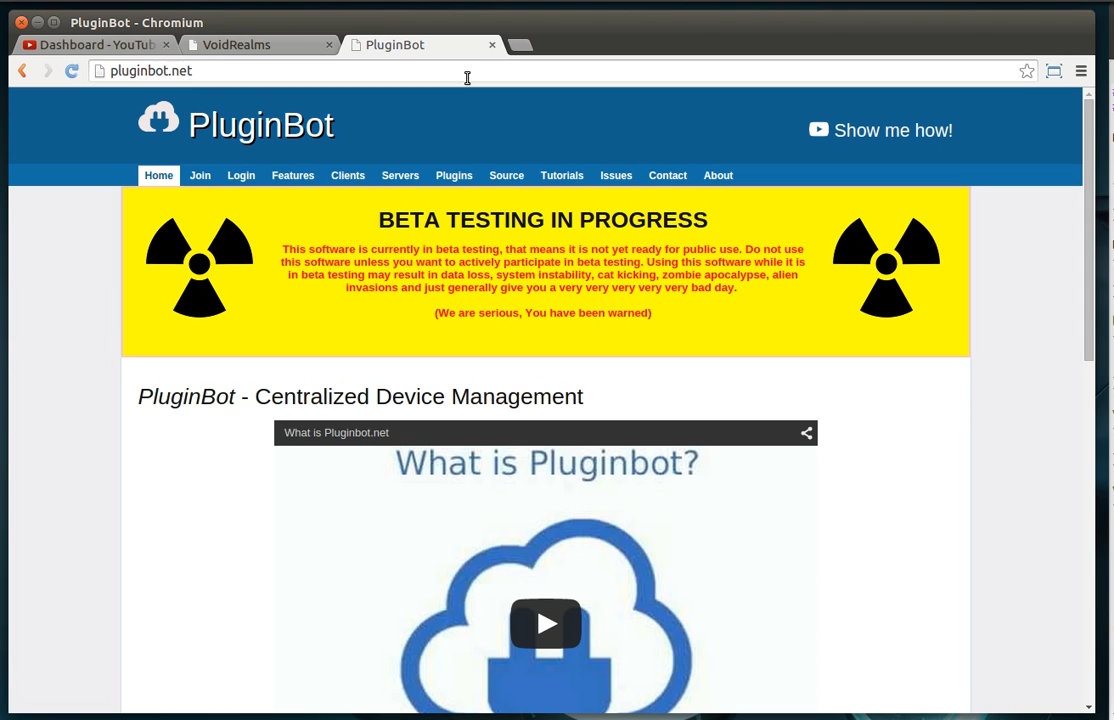 PluginBot - Chromium
Dashboard - YouTub
VoidRealms
PluginBot
pluginbot.net
PluginBot
Show me how!
Home Join Login Features Clients Servers Plugins Source Tutorials Issues Contact About
BETA TESTING IN PROGRESS
This software is currently in beta testing, that means it is not yet ready for public use. Do not use
this software unless you want to actively participate in beta testing. Using this software while it is
in beta testing may result in data loss, system instability, cat kicking, zombie apocalypse, alien
invasions and just generally give you a very very very very very bad day.
(We are serious, You have been warned)
PluginBot - Centralized Device Management
What is Pluginbot.net
What is Pluginbot?